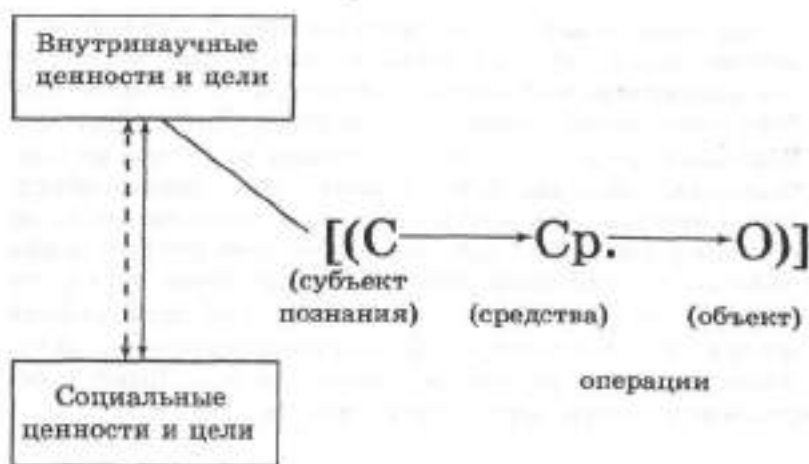 Внутринаучные
ценности и цели
[(С Ср. О)]
(субъект
познания) (средства) (объект)
операции
Социальные
ценности и цели